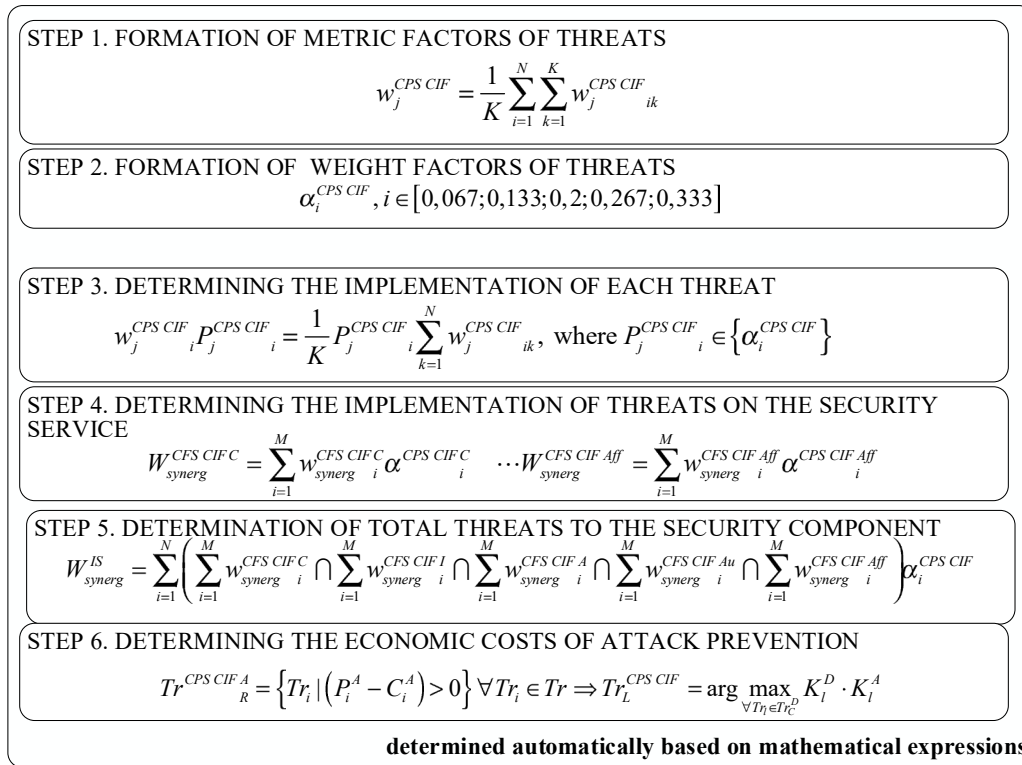 STEP 1. FORMATION OF METRIC FACTORS OF THREATS
$w_j^{CPS\ CIF} = \frac{1}{K}\sum_{i=1}^{N}\sum_{k=1}^{K} w_j^{CPS\ CIF}{}_{ik}$
STEP 2. FORMATION OF WEIGHT FACTORS OF THREATS
$\alpha_i^{CPS\ CIF}, i \in [0,067;0,133;0,2;0,267;0,333]$
STEP 3. DETERMINING THE IMPLEMENTATION OF EACH THREAT
$w_j^{CPS\ CIF}{}_i P_j^{CPS\ CIF}{}_i = \frac{1}{K} P_j^{CPS\ CIF}{}_i \sum_{k=1}^{N} w_j^{CPS\ CIF}{}_{ik}$, where $P_j^{CPS\ CIF}{}_i \in \{\alpha_i^{CPS\ CIF}\}$
STEP 4. DETERMINING THE IMPLEMENTATION OF THREATS ON THE SECURITY
SERVICE
$W_{synerg}^{CFS\ CIF\ C} = \sum_{i=1}^{M} w_{synerg}^{CFS\ CIF}{}_i^{C} \alpha^{CPS\ CIF}{}_i^{C} \quad \cdots W_{synerg}^{CFS\ CIF\ Aff} = \sum_{i=1}^{M} w_{synerg}^{CFS\ CIF}{}_i^{Aff} \alpha^{CPS\ CIF}{}_i^{Aff}$
STEP 5. DETERMINATION OF TOTAL THREATS TO THE SECURITY COMPONENT
$W_{synerg}^{IS} = \sum_{i=1}^{N}\left(\sum_{i=1}^{M} w_{synerg}^{CFS\ CIF}{}_i^{C} \cap \sum_{i=1}^{M} w_{synerg}^{CFS\ CIF}{}_i^{I} \cap \sum_{i=1}^{M} w_{synerg}^{CFS\ CIF}{}_i^{A} \cap \sum_{i=1}^{M} w_{synerg}^{CFS\ CIF}{}_i^{Au} \cap \sum_{i=1}^{M} w_{synerg}^{CFS\ CIF}{}_i^{Aff}\right)\alpha_i^{CPS\ CIF}$
STEP 6. DETERMINING THE ECONOMIC COSTS OF ATTACK PREVENTION
$Tr^{CPS\ CIF}{}_R^{A} = \{Tr_i | (P_i^A - C_i^A) > 0\} \forall Tr_i \in Tr \Rightarrow Tr_L^{CPS\ CIF} = \arg\max_{\forall Tr_l \in Tr_C^D} K_l^D \cdot K_l^A$
determined automatically based on mathematical expressions